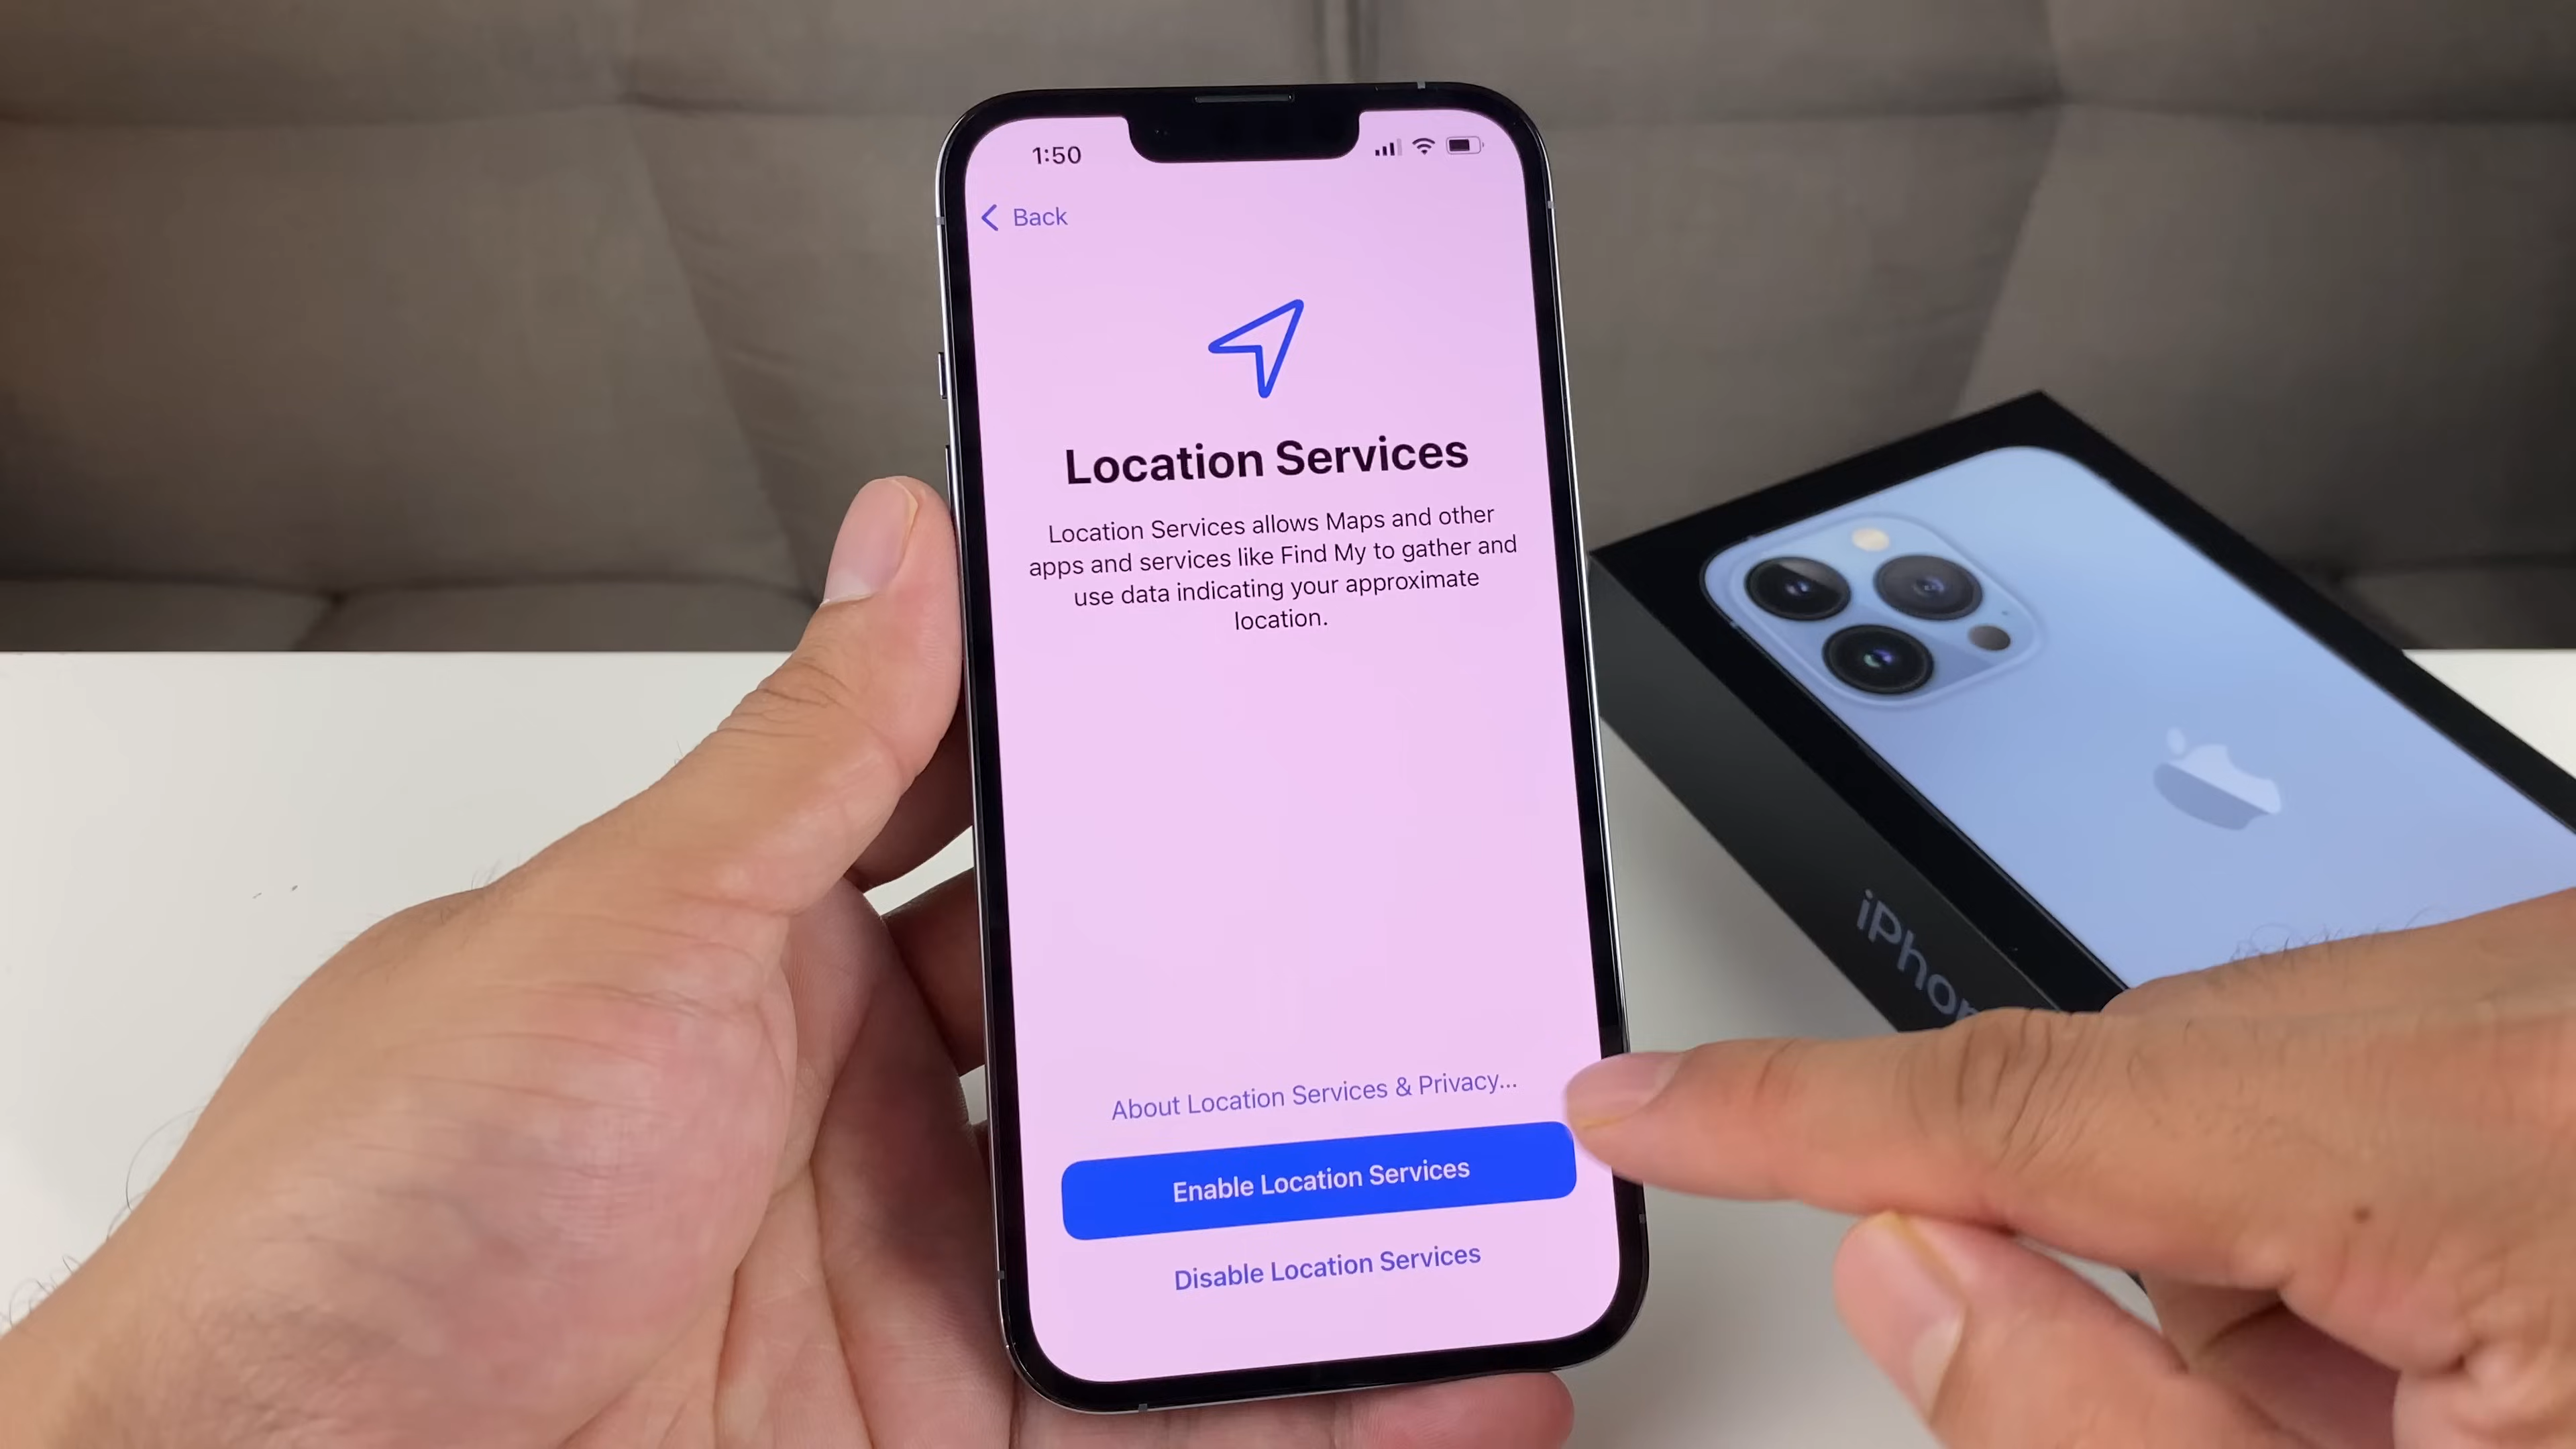 1:50
Back
Location Services
Location Services allows Maps and other
apps and services like Find My to gather and
use data indicating your approximate
location.
About Location Services & Privacy...
Enable Location Services
Disable Location Services
iPhon